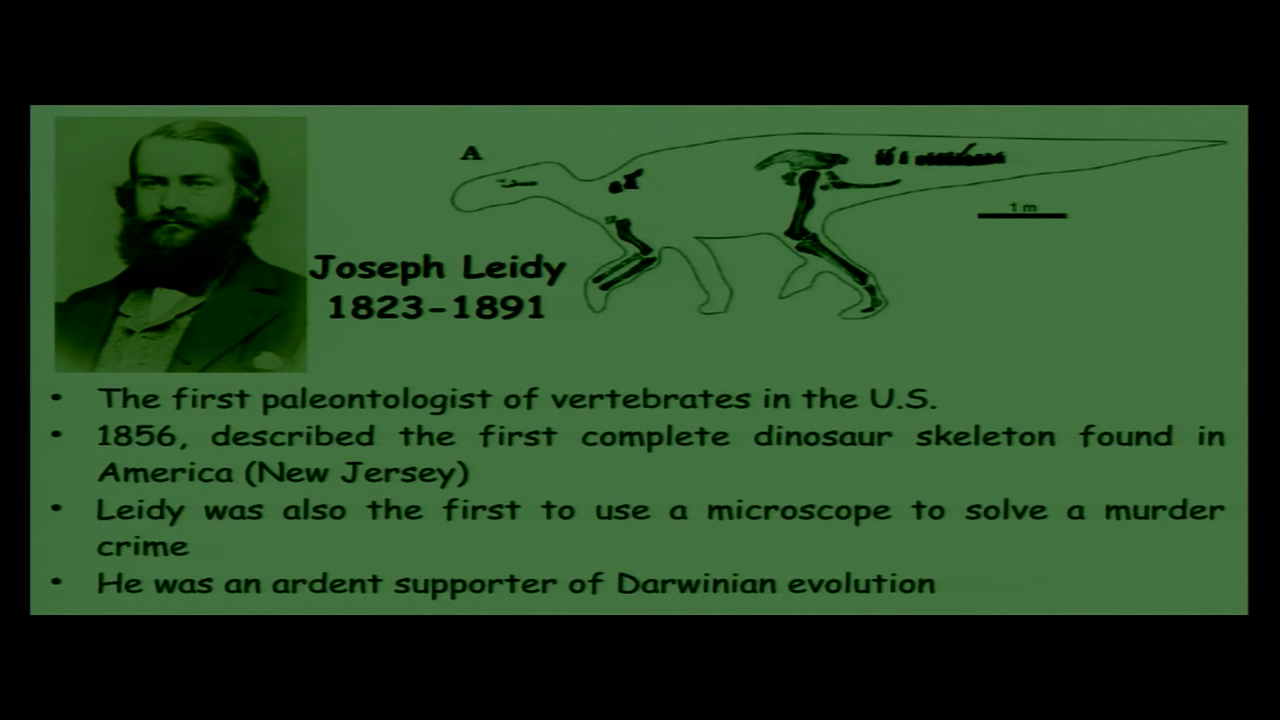 A
1 m
Joseph Leidy
1823-1891
• The first paleontologist of vertebrates in the U.S.
• 1856, described the first complete dinosaur skeleton found in
America (New Jersey)
• Leidy was also the first to use a microscope to solve a murder
crime
• He was an ardent supporter of Darwinian evolution